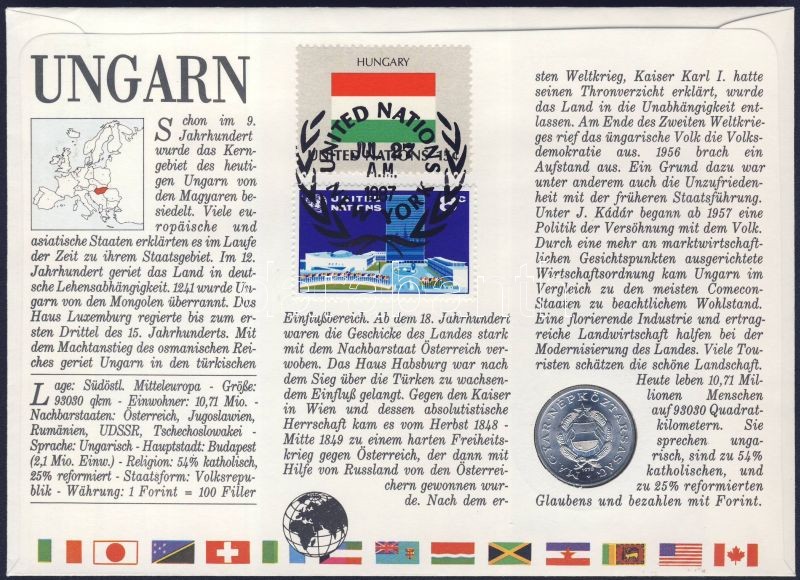 UNGARN
Schon im 9.
Jahrhundert
wurde das Kern-
gebiet des heuti-
gen Ungarn von
den Magyaren be-
siedelt. Viele eu-
ropäische und
asiatische Staaten erklärten es im Laufe
der Zeit zu ihrem Staatsgebiet. Im 12.
Jahrhundert geriet das Land in deut-
sche Lehensabhängigkeit. 1241 wurde Un-
garn von den Mongolen überrannt. Das
Haus Luxemburg regierte bis zum er-
sten Drittel des 15. Jahrhunderts. Mit
dem Machtanstieg des osmanischen Rei-
ches geriet Ungarn in den türkischen
Lage: Südöstl. Mitteleuropa - Größe:
93030 qkm - Einwohner: 10,71 Mio. -
Nachbarstaaten: Österreich, Jugoslawien,
Rumänien, UDSSR, Tschechoslowakei -
Sprache: Ungarisch - Hauptstadt: Budapest
(2,1 Mio. Einw.) - Religion: 54% katholisch,
25% reformiert - Staatsform: Volksrepu-
blik - Währung: 1 Forint = 100 Filler
HUNGARY
UNITED NATIONS 15c
UNITED NATIONS
JUL 23
A.M.
1987
N.Y. YORK
UNITED
NATIONS
c
Einflußbereich. Ab dem 18. Jahrhundert
waren die Geschicke des Landes stark
mit dem Nachbarstaat Österreich ver-
woben. Das Haus Habsburg war nach
dem Sieg über die Türken zu wachsen-
dem Einfluß gelangt. Gegen den Kaiser
in Wien und dessen absolutistische
Herrschaft kam es vom Herbst 1848 -
Mitte 1849 zu einem harten Freiheits-
krieg gegen Österreich, der dann mit
Hilfe von Russland von den Österrei-
chern gewonnen wur-
de. Nach dem er-
sten Weltkrieg, Kaiser Karl I. hatte
seinen Thronverzicht erklärt, wurde
das Land in die Unabhängigkeit ent-
lassen. Am Ende des Zweiten Weltkrie-
ges rief das üngarische Volk die Volks-
demokratie aus. 1956 brach ein
Aufstand aus. Ein Grund dazu war
unter anderem auch die Unzufrieden-
heit mit der früheren Staatsführung.
Unter J. Kádár begann ab 1957 eine
Politik der Versöhnung mit dem Volk.
Durch eine mehr an marktwirtschaft-
lichen Gesichtspunkten ausgerichtete
Wirtschaftsordnung kam Ungarn im
Vergleich zu den meisten Comecon-
Staaten zu beachtlichem Wohlstand.
Eine florierende Industrie und ertrag-
reiche Landwirtschaft halfen bei der
Modernisierung des Landes. Viele Tou-
risten schätzen die schöne Landschaft.
Heute leben 10,71 Mil-
lionen Menschen
auf 93030 Quadrat-
kilometern. Sie
sprechen unga-
risch, sind zu 54%
katholischen, und
zu 25% reformierten
Glaubens und bezahlen mit Forint.
MAGYAR NÉPKÖZTÁRSASÁG